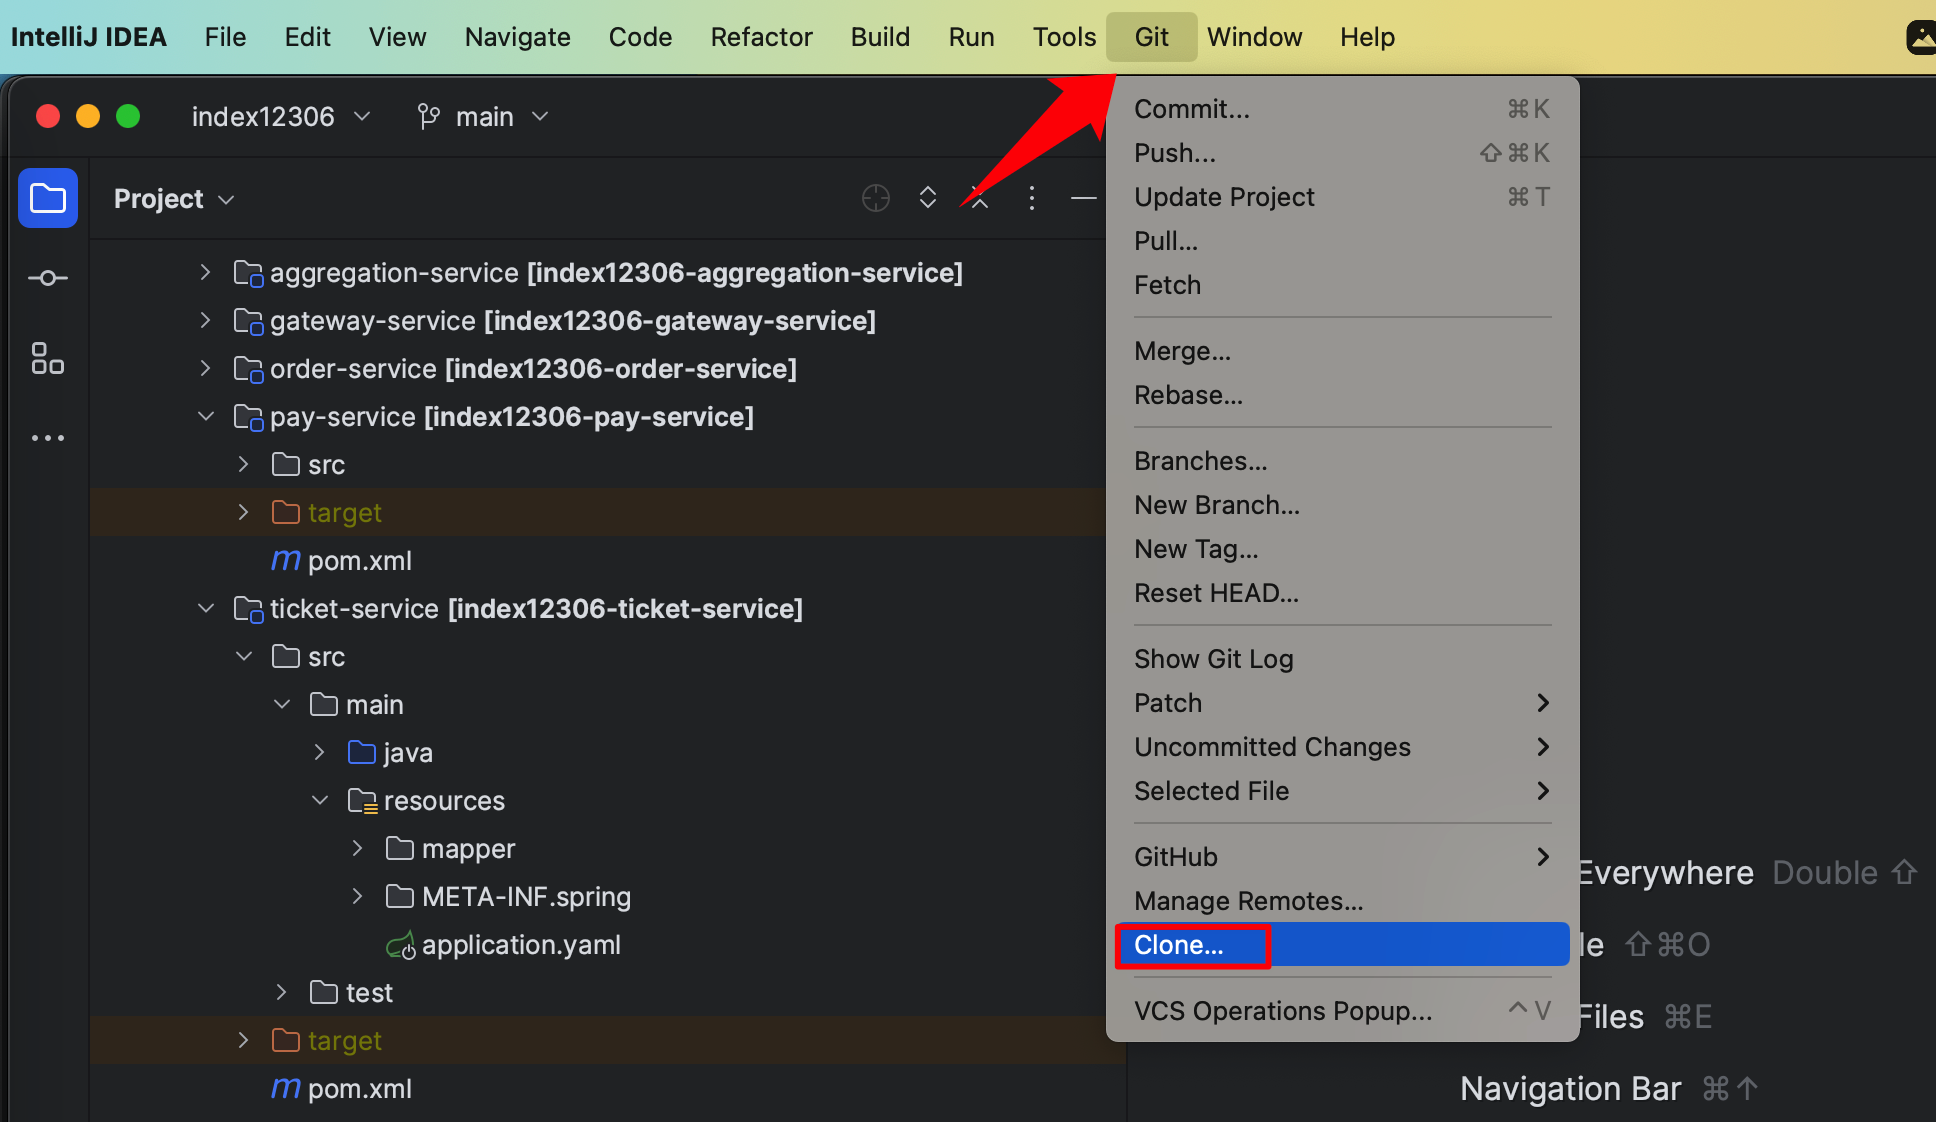 IntelliJ IDEA File Edit View Navigate Code Refactor Build Run Tools Git Window Help
index12306 main
Project
aggregation-service [index12306-aggregation-service]
gateway-service [index12306-gateway-service]
order-service [index12306-order-service]
pay-service [index12306-pay-service]
src
target
m pom.xml
ticket-service [index12306-ticket-service]
src
main
java
resources
mapper
META-INF.spring
application.yaml
test
target
m pom.xml
Commit... ⌘K
Push... ⇧⌘K
Update Project ⌘T
Pull...
Fetch
Merge...
Rebase...
Branches...
New Branch...
New Tag...
Reset HEAD...
Show Git Log
Patch
Uncommitted Changes
Selected File
GitHub
Manage Remotes...
Clone...
VCS Operations Popup... ^V
Everywhere Double ⇧
le ⇧⌘O
Files ⌘E
Navigation Bar ⌘↑